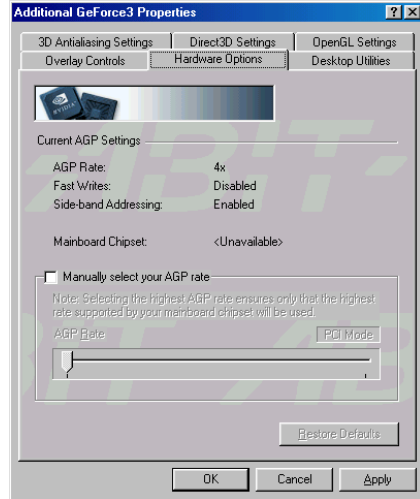 Additional GeForce3 Properties
3D Antialiasing Settings
Direct3D Settings
OpenGL Settings
Overlay Controls
Hardware Options
Desktop Utilities
NVIDIA
Current AGP Settings
AGP Rate: 4x
Fast Writes: Disabled
Side-band Addressing: Enabled
Mainboard Chipset: <Unavailable>
Manually select your AGP rate
Note: Selecting the highest AGP rate ensures only that the highest
rate supported by your mainboard chipset will be used.
AGP Rate
PCI Mode
Restore Defaults
OK
Cancel
Apply
ABIT